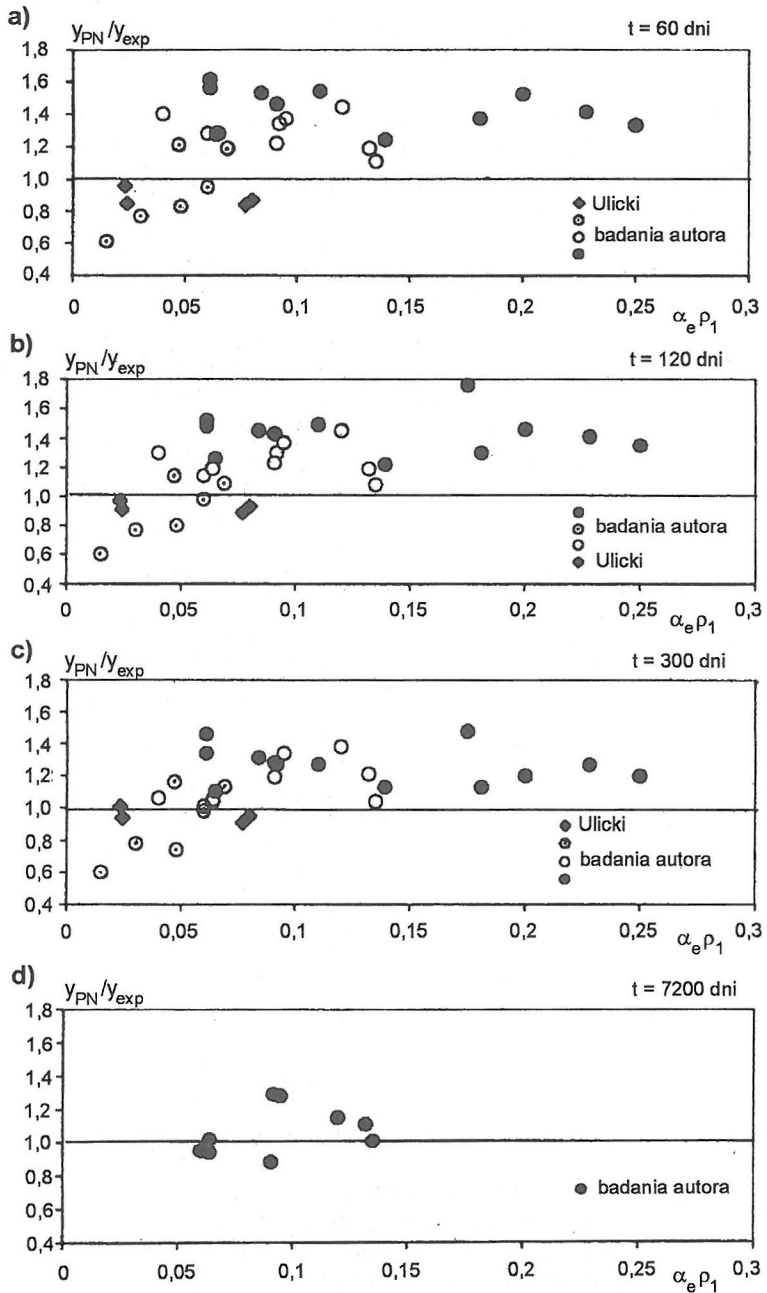 a)
y_PN/y_exp
t = 60 dni
1,8
1,6
1,4
1,2
1,0
0,8
0,6
0,4
Ulicki
badania autora
0 0,05 0,1 0,15 0,2 0,25 0,3
α_e ρ_1
b)
y_PN/y_exp
t = 120 dni
1,8
1,6
1,4
1,2
1,0
0,8
0,6
0,4
badania autora
Ulicki
0 0,05 0,1 0,15 0,2 0,25 0,3
α_e ρ_1
c)
y_PN/y_exp
t = 300 dni
1,8
1,6
1,4
1,2
1,0
0,8
0,6
0,4
Ulicki
badania autora
0 0,05 0,1 0,15 0,2 0,25 0,3
α_e ρ_1
d)
y_PN/y_exp
t = 7200 dni
1,8
1,6
1,4
1,2
1,0
0,8
0,6
0,4
badania autora
0 0,05 0,1 0,15 0,2 0,25 0,3
α_e ρ_1